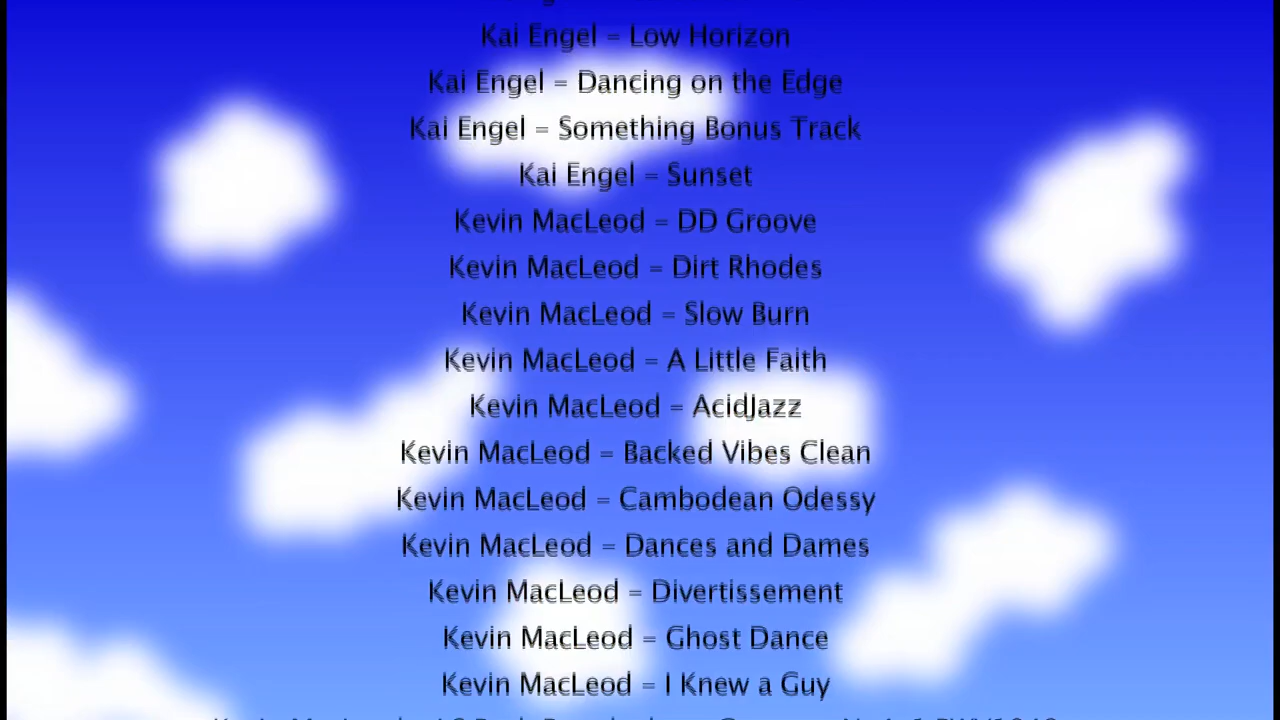 Kai Engel - Low Horizon
Kai Engel - Dancing on the Edge
Kai Engel - Something Bonus Track
Kai Engel - Sunset
Kevin MacLeod - DD Groove
Kevin MacLeod - Dirt Rhodes
Kevin MacLeod - Slow Burn
Kevin MacLeod - A Little Faith
Kevin MacLeod - AcidJazz
Kevin MacLeod - Backed Vibes Clean
Kevin MacLeod - Cambodean Odessy
Kevin MacLeod - Dances and Dames
Kevin MacLeod - Divertissement
Kevin MacLeod - Ghost Dance
Kevin MacLeod - I Knew a Guy